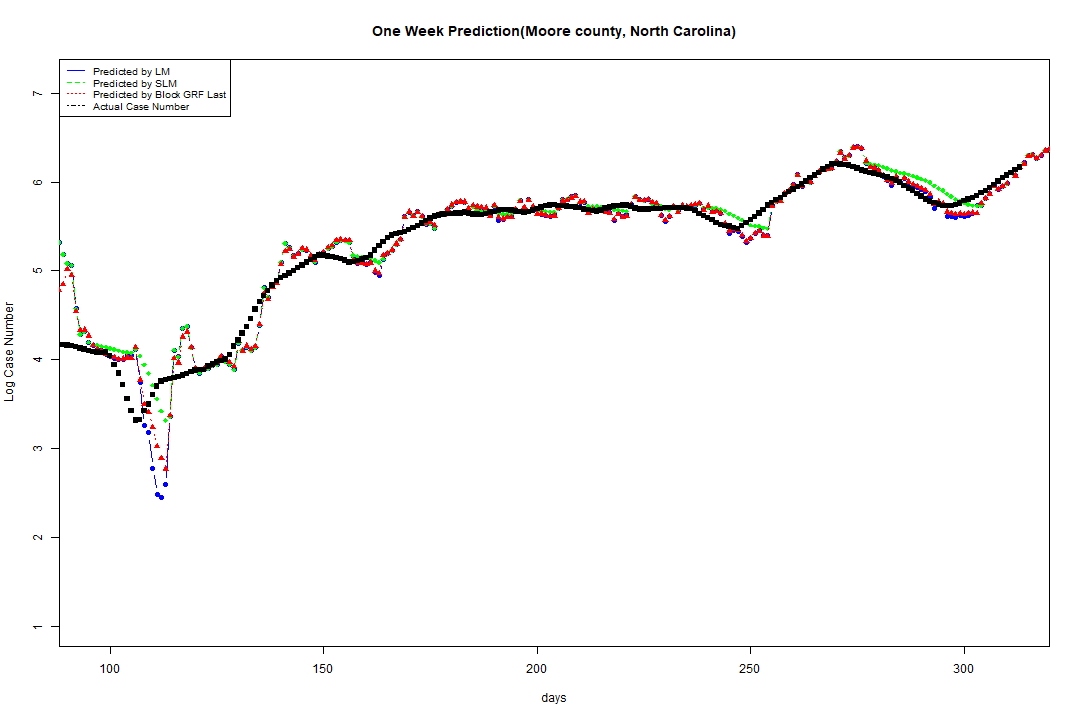 One Week Prediction(Moore county, North Carolina)
Predicted by LM
Predicted by SLM
Predicted by Block GRF Last
Actual Case Number
7
6
5
4
3
2
1
Log Case Number
100 150 200 250 300
days